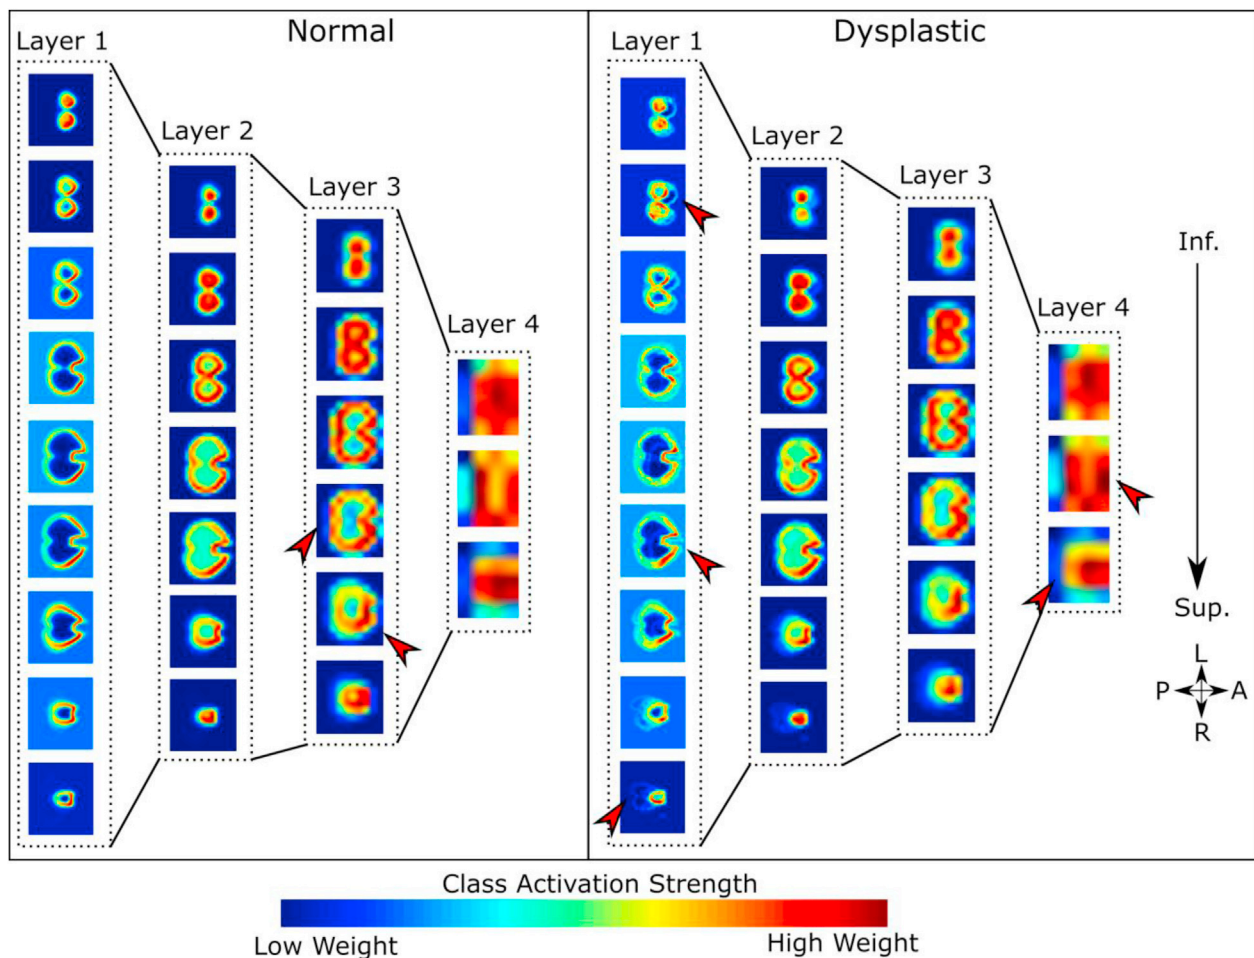 Normal
Layer 1
Layer 2
Layer 3
Layer 4
Dysplastic
Layer 1
Layer 2
Layer 3
Layer 4
Inf.
Sup.
L
P A
R
Class Activation Strength
Low Weight High Weight